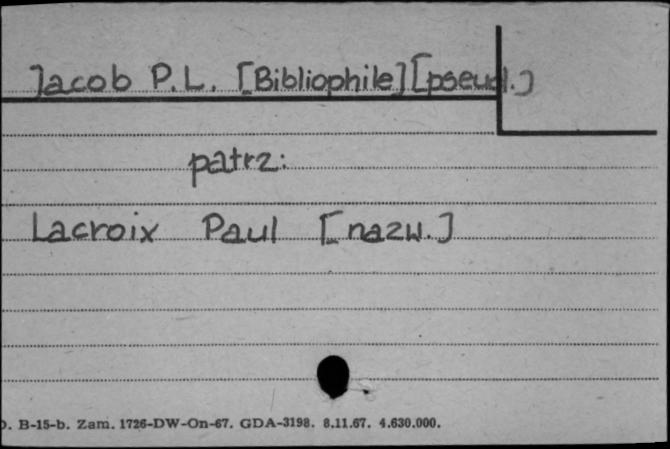 Jacob P.L. [Bibliophile][pseud.]
patrz:
Lacroix Paul [nazw.]
B-15-b. Zam. 1726-DW-On-67. GDA-3198. 8.11.67. 4.630.000.